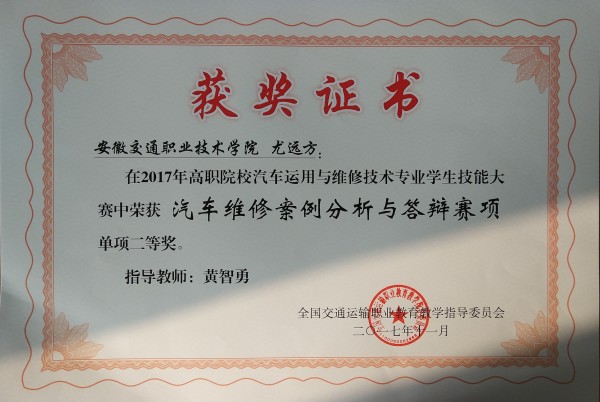 获奖证书
安徽交通职业技术学院 尤远方：
在2017年高职院校汽车运用与维修技术专业学生技能大
赛中荣获 汽车维修案例分析与答辩赛项
单项二等奖。
指导教师：黄智勇
全国交通运输职业教育教学指导委员会
二〇一七年十一月